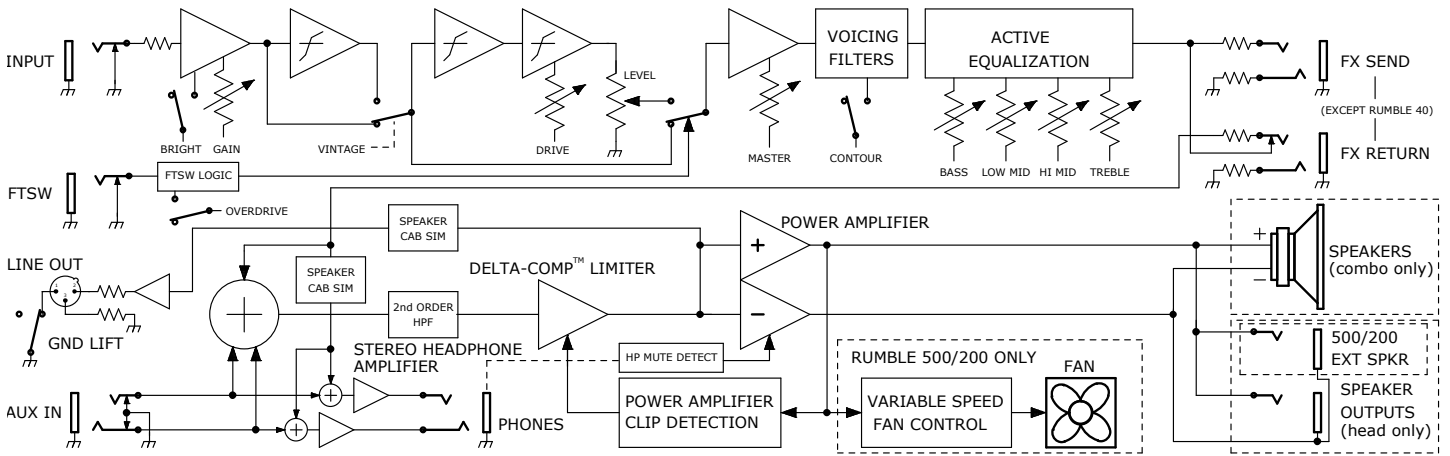 INPUT
BRIGHT
GAIN
VINTAGE
DRIVE
LEVEL
MASTER
VOICING
FILTERS
CONTOUR
ACTIVE
EQUALIZATION
BASS
LOW MID
HI MID
TREBLE
FX SEND
(EXCEPT RUMBLE 40)
FX RETURN
FTSW
FTSW LOGIC
OVERDRIVE
SPEAKER
CAB SIM
POWER AMPLIFIER
+
−
SPEAKERS
(combo only)
+
−
LINE OUT
1
2
3
GND LIFT
SPEAKER
CAB SIM
DELTA-COMP™ LIMITER
2nd ORDER
HPF
STEREO HEADPHONE
AMPLIFIER
HP MUTE DETECT
RUMBLE 500/200 ONLY
FAN
500/200
EXT SPKR
AUX IN
PHONES
POWER AMPLIFIER
CLIP DETECTION
VARIABLE SPEED
FAN CONTROL
SPEAKER
OUTPUTS
(head only)